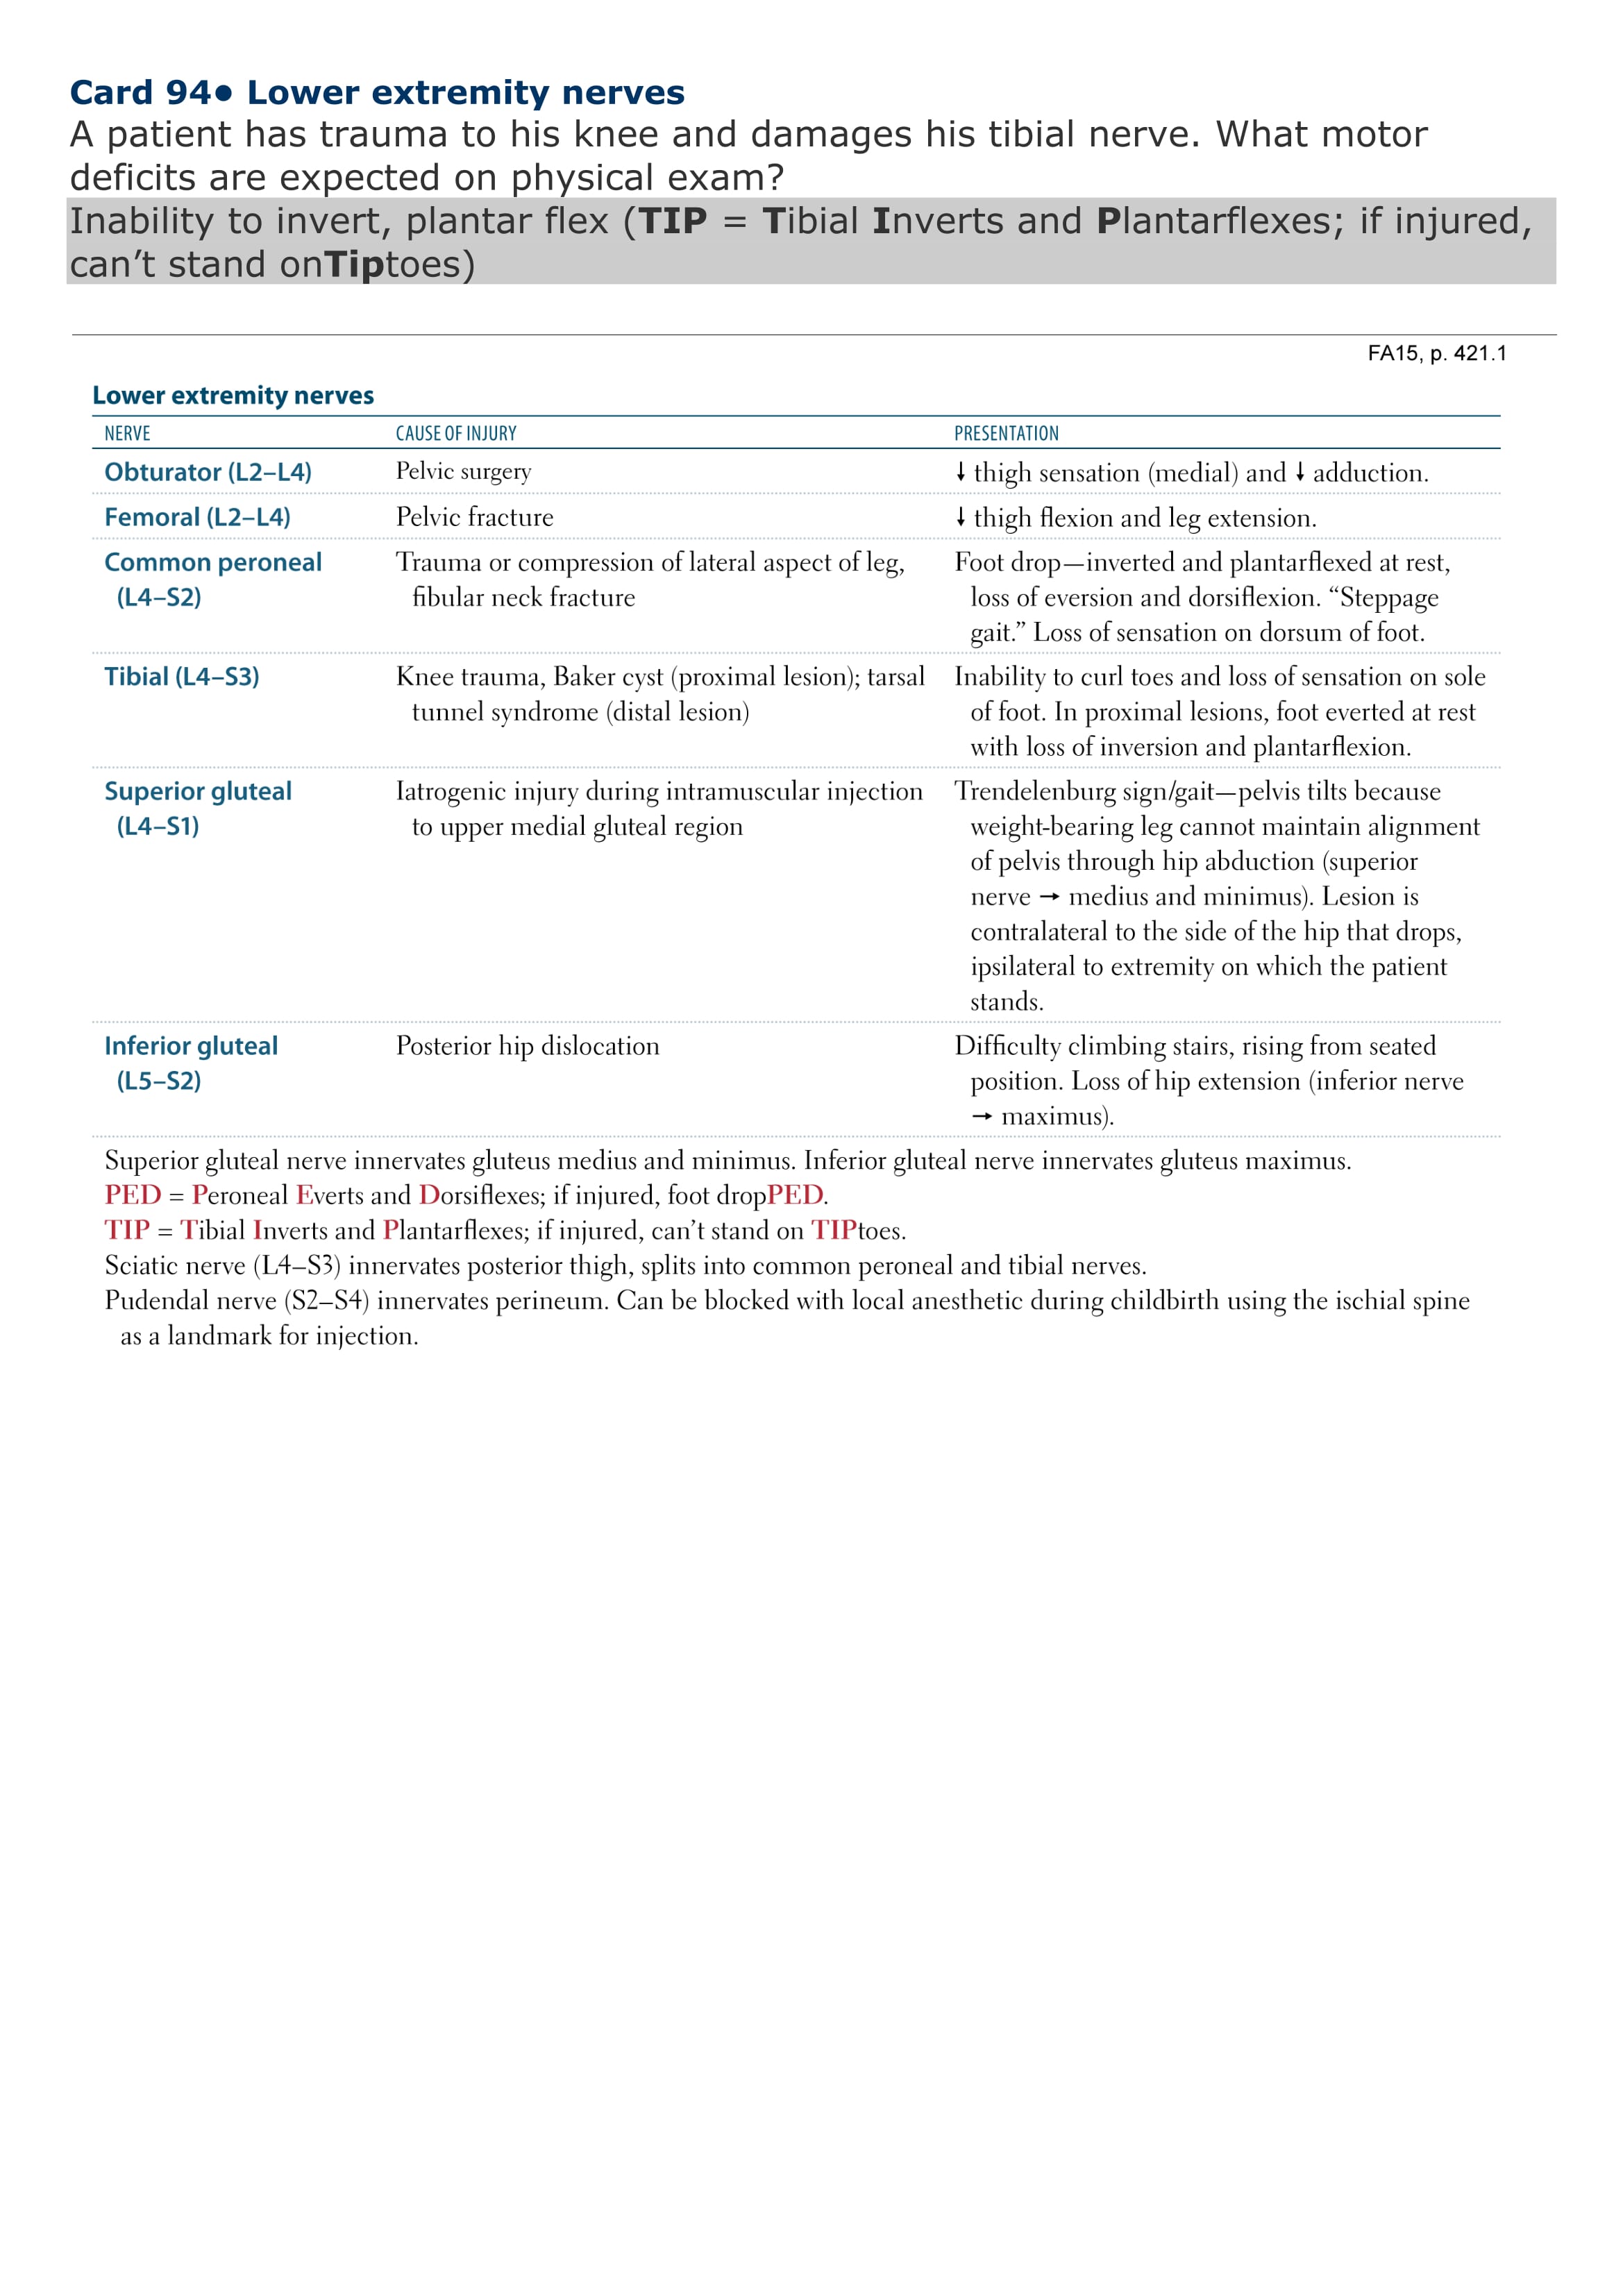 Card 94● Lower extremity nerves
A patient has trauma to his knee and damages his tibial nerve. What motor
deficits are expected on physical exam?
Inability to invert, plantar flex (TIP = Tibial Inverts and Plantarflexes; if injured,
can’t stand onTiptoes)
FA15, p. 421.1
Lower extremity nerves
NERVE CAUSE OF INJURY PRESENTATION
Obturator (L2–L4) Pelvic surgery ↓ thigh sensation (medial) and ↓ adduction.
Femoral (L2–L4) Pelvic fracture ↓ thigh flexion and leg extension.
Common peroneal Trauma or compression of lateral aspect of leg, Foot drop—inverted and plantarflexed at rest,
(L4–S2) fibular neck fracture loss of eversion and dorsiflexion. “Steppage
gait.” Loss of sensation on dorsum of foot.
Tibial (L4–S3) Knee trauma, Baker cyst (proximal lesion); tarsal Inability to curl toes and loss of sensation on sole
tunnel syndrome (distal lesion) of foot. In proximal lesions, foot everted at rest
with loss of inversion and plantarflexion.
Superior gluteal Iatrogenic injury during intramuscular injection Trendelenburg sign/gait—pelvis tilts because
(L4–S1) to upper medial gluteal region weight-bearing leg cannot maintain alignment
of pelvis through hip abduction (superior
nerve → medius and minimus). Lesion is
contralateral to the side of the hip that drops,
ipsilateral to extremity on which the patient
stands.
Inferior gluteal Posterior hip dislocation Difficulty climbing stairs, rising from seated
(L5–S2) position. Loss of hip extension (inferior nerve
→ maximus).
Superior gluteal nerve innervates gluteus medius and minimus. Inferior gluteal nerve innervates gluteus maximus.
PED = Peroneal Everts and Dorsiflexes; if injured, foot dropPED.
TIP = Tibial Inverts and Plantarflexes; if injured, can’t stand on TIPtoes.
Sciatic nerve (L4–S3) innervates posterior thigh, splits into common peroneal and tibial nerves.
Pudendal nerve (S2–S4) innervates perineum. Can be blocked with local anesthetic during childbirth using the ischial spine
as a landmark for injection.